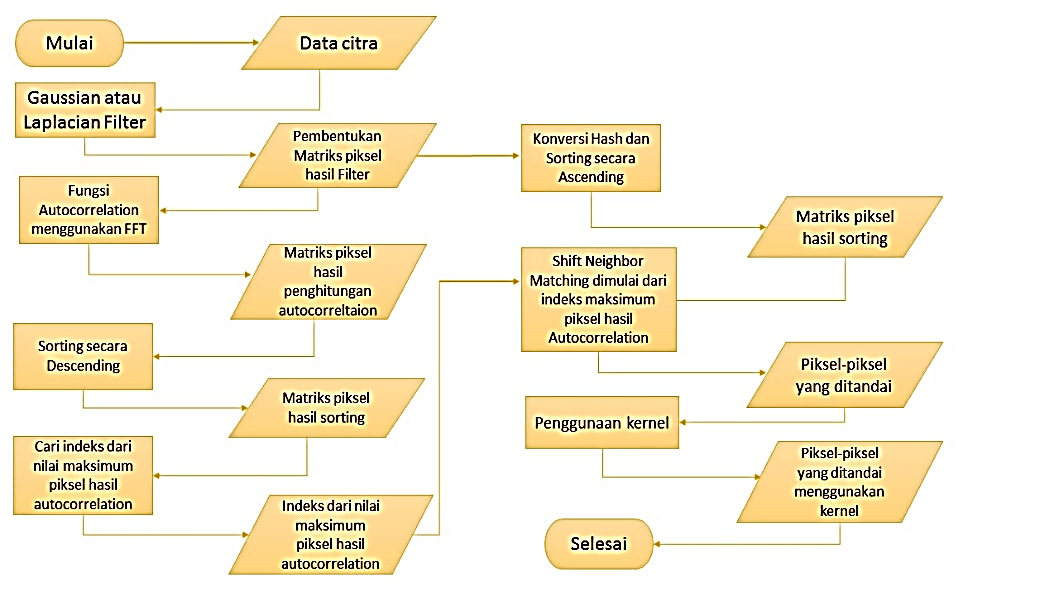 Mulai
Data citra
Gaussian atau
Laplacian Filter
Pembentukan
Matriks piksel
hasil Filter
Fungsi
Autocorrelation
menggunakan FFT
Matriks piksel
hasil
penghitungan
autocorreltaion
Sorting secara
Descending
Matriks piksel
hasil sorting
Cari indeks dari
nilai maksimum
piksel hasil
autocorrelation
Indeks dari nilai
maksimum
piksel hasil
autocorrelation
Konversi Hash dan
Sorting secara
Ascending
Matriks piksel
hasil sorting
Shift Neighbor
Matching dimulai dari
indeks maksimum
piksel hasil
Autocorrelation
Piksel-piksel
yang ditandai
Penggunaan kernel
Piksel-piksel
yang ditandai
menggunakan
kernel
Selesai